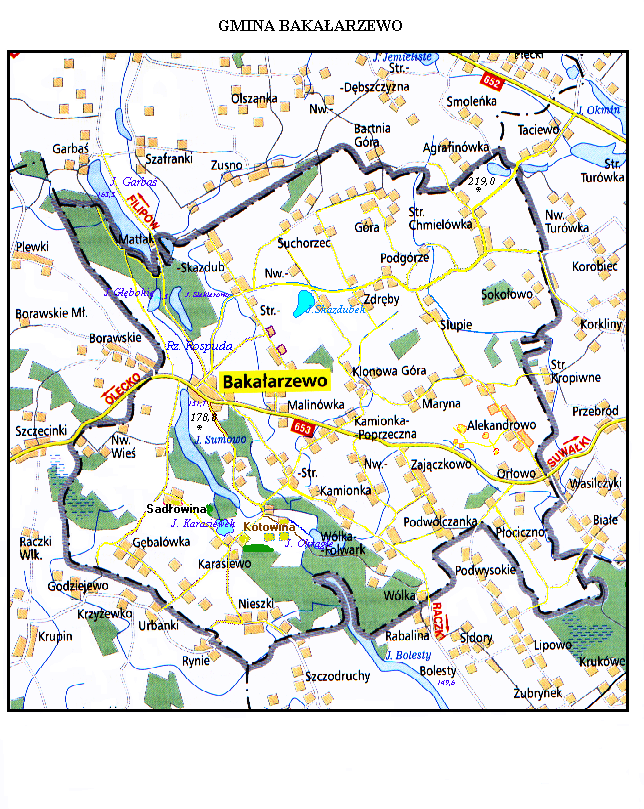 GMINA BAKAŁARZEWO
J. Jemieliste
Str.-
-Dębszczyzna
Płecki
652
Olszanka
Nw.-
Smoleńka
J. Okmin
Bartnia
Góra
Taciewo
Garbaś
Szafranki
Zusno
Agrafinówka
Str.
Turówka
J. Garbaś
FILIPÓW
219,0
Str.
Chmielówka
Nw.
Turówka
Plewki
Matlak
Góra
Suchorzec
-Skazdub
Nw.-
Podgórze
Korobiec
J. Głębokie
J. Sumowo
Zdręby
Sokołowo
Borawskie Mł.
Str.-
J. Skazdubek
Słupie
Korkliny
Borawskie
Rz. Rospuda
Str.
Kropiwne
Klonowa Góra
OLECKO
Bakałarzewo
178,8
Malinówka
Maryna
Przebród
Szczecinki
653
Kamionka-
Poprzeczna
Alekandrowo
Nw.
Wieś
J. Sumowo
SUWAŁKI
-Str.
Nw.-
Zajączkowo
Orłowo
Wasilczyki
-Kamionka
Sadłowina
J. Karasiewek
Kotowina
Podwólczanka
Płociczno
Białe
Raczki
Wlk.
Gębalówka
J. Okrągłe
Wólka-
Folwark
Karasiewo
Podwysokie
Godziejewo
Wólka
Krzyżewko
Nieszki
RACZKI
Urbanki
Krupin
Rabalina
Sidory
Lipowo
Rynie
J. Bolesty
Krukówek
Szczodruchy
Bolesty
149,6
Żubrynek